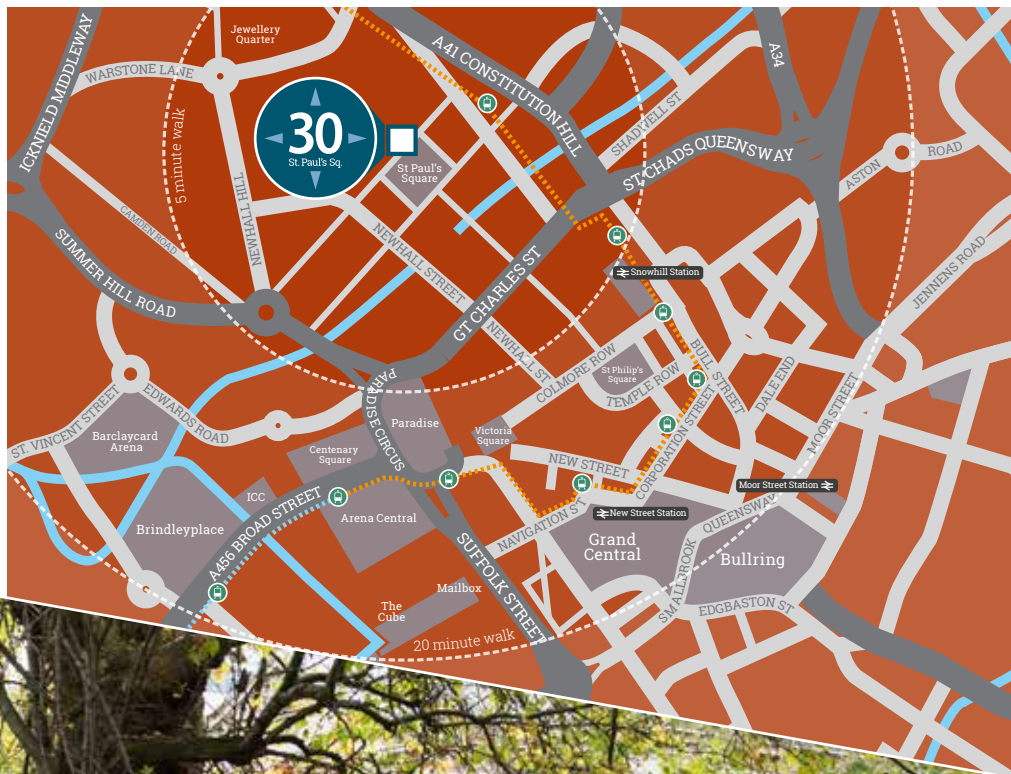 Jewellery
Quarter
A41 CONSTITUTION HILL
A34
ICKNIELD MIDDLEWAY
WARSTONE LANE
5 minute walk
30
St. Paul's Sq.
St Paul's
Square
SHADWELL ST
ST CHADS QUEENSWAY
ASTON
ROAD
CAMDEN ROAD
NEWHALL HILL
SUMMER HILL ROAD
NEWHALL STREET
GT CHARLES ST
Snowhill Station
JENNENS ROAD
NEWHALL ST
COLMORE ROW
St Philip's
Square
TEMPLE ROW
BULL STREET
DALE END
MOOR STREET
PARADISE CIRCUS
Paradise
ST. VINCENT STREET
EDWARDS ROAD
Barclaycard
Arena
Centenary
Square
Victoria
Square
NEW STREET
CORPORATION STREET
Moor Street Station
ICC
Brindleyplace
A456 BROAD STREET
Arena Central
NAVIGATION ST
New Street Station
QUEENSWAY
Grand
Central
SMALLBROOK
Bullring
SUFFOLK STREET
Mailbox
The
Cube
EDGBASTON ST
20 minute walk